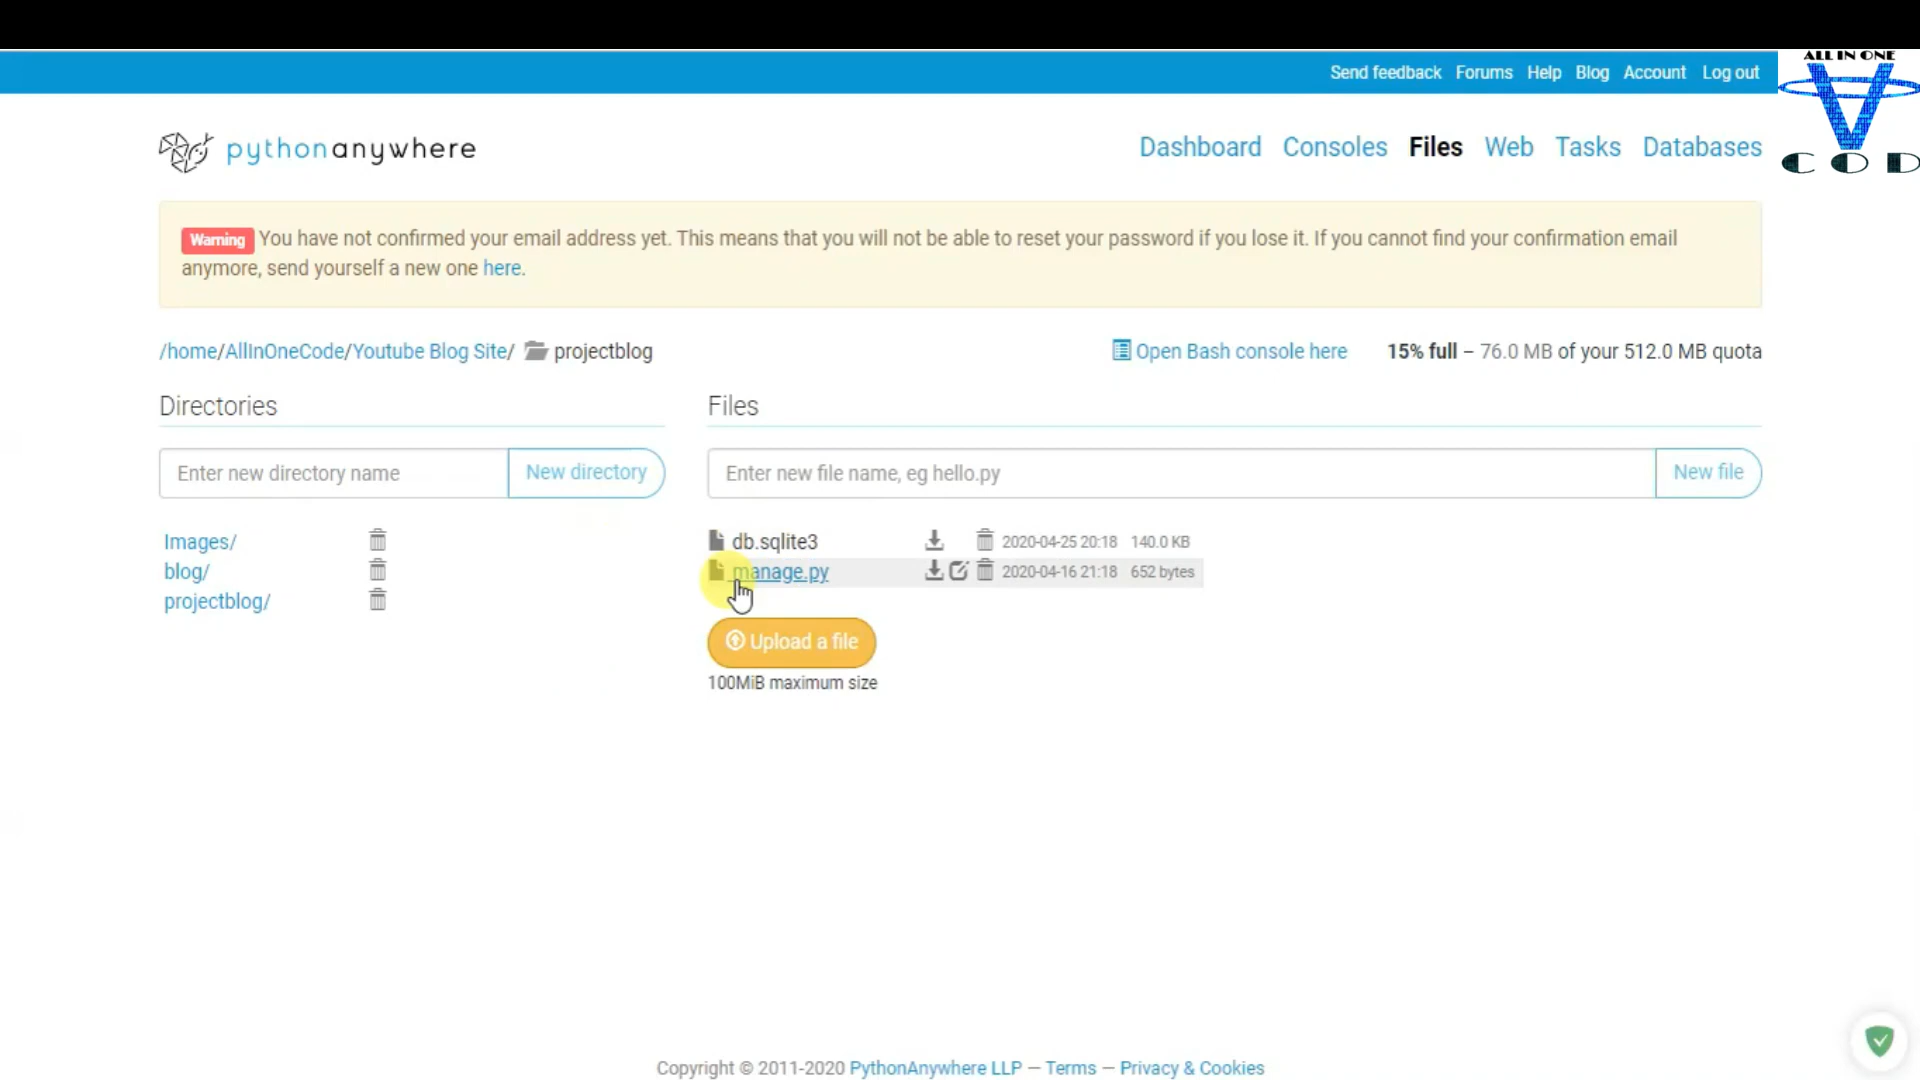 ALL IN ONE
Send feedback Forums Help Blog Account Log out
pythonanywhere
Dashboard Consoles Files Web Tasks Databases
COD
Warning You have not confirmed your email address yet. This means that you will not be able to reset your password if you lose it. If you cannot find your confirmation email
anymore, send yourself a new one here.
/home/AllInOneCode/Youtube Blog Site/ projectblog
Open Bash console here 15% full – 76.0 MB of your 512.0 MB quota
Directories
Files
Enter new directory name New directory
Enter new file name, eg hello.py New file
Images/
blog/
projectblog/
db.sqlite3 2020-04-25 20:18 140.0 KB
manage.py 2020-04-16 21:18 652 bytes
Upload a file
100MiB maximum size
Copyright © 2011-2020 PythonAnywhere LLP — Terms — Privacy & Cookies